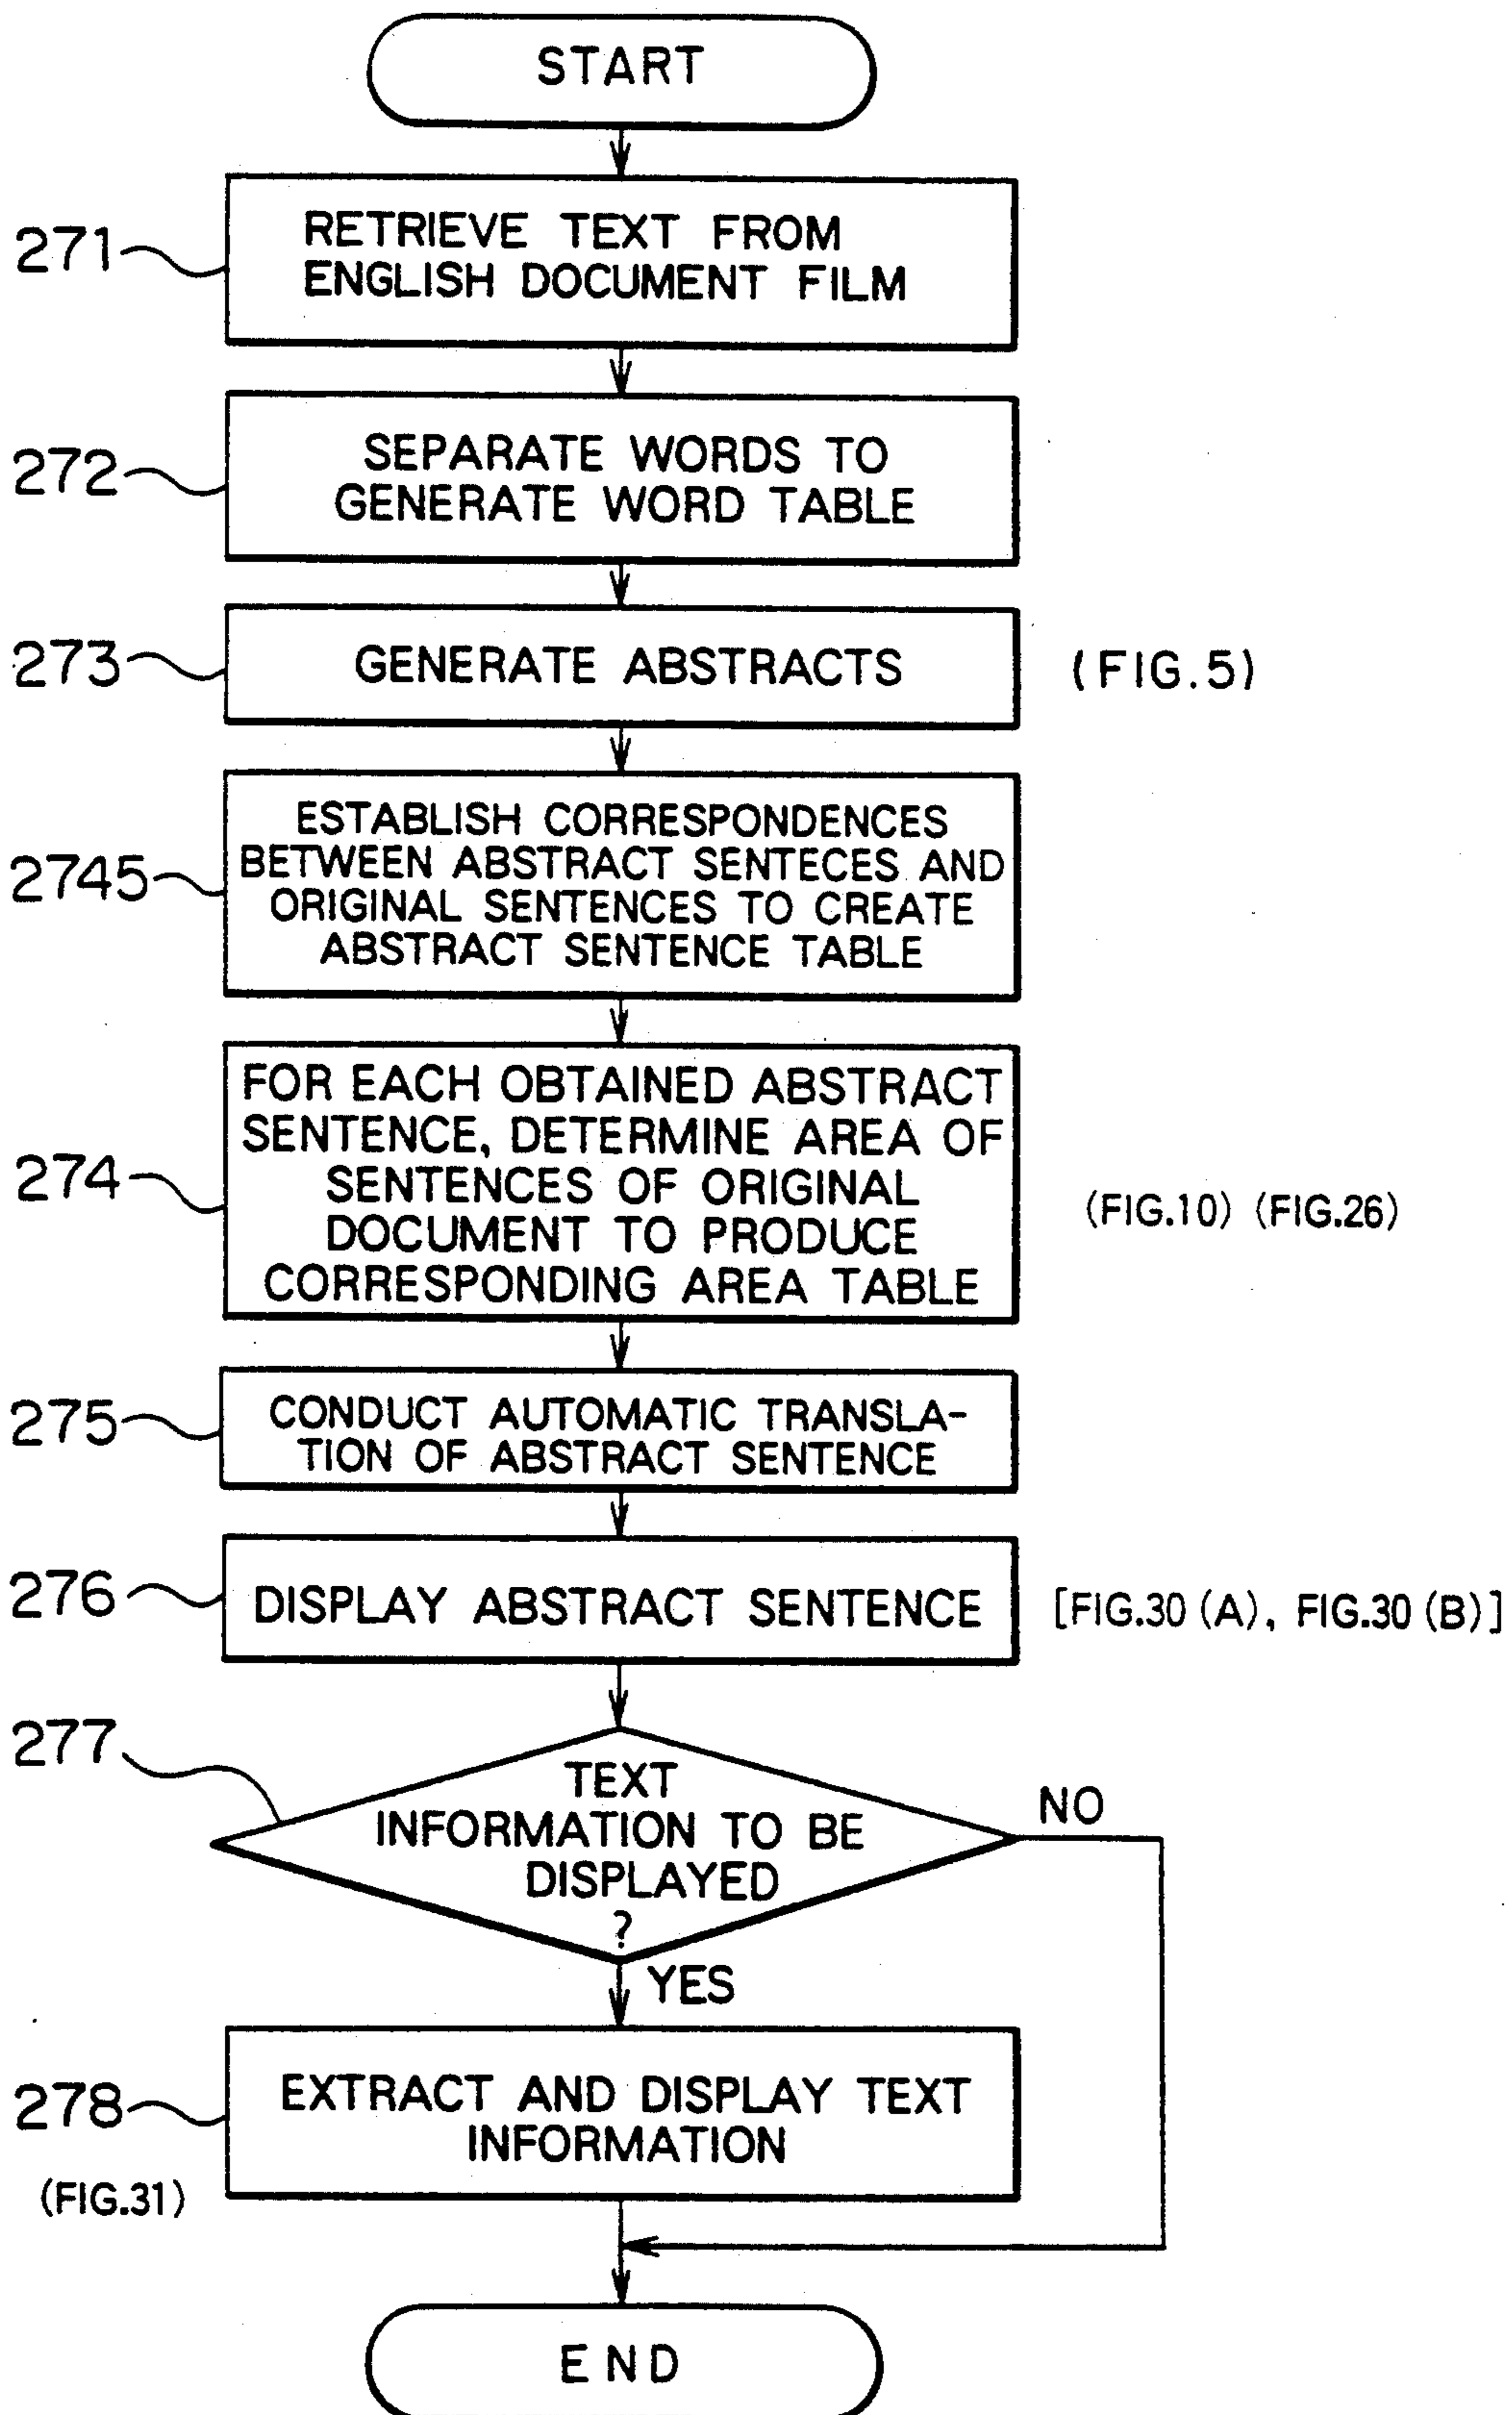 START
271
RETRIEVE TEXT FROM
ENGLISH DOCUMENT FILM
272
SEPARATE WORDS TO
GENERATE WORD TABLE
273
GENERATE ABSTRACTS
(FIG.5)
2745
ESTABLISH CORRESPONDENCES
BETWEEN ABSTRACT SENTECES AND
ORIGINAL SENTENCES TO CREATE
ABSTRACT SENTENCE TABLE
274
FOR EACH OBTAINED ABSTRACT
SENTENCE, DETERMINE AREA OF
SENTENCES OF ORIGINAL
DOCUMENT TO PRODUCE
CORRESPONDING AREA TABLE
(FIG.10) (FIG.26)
275
CONDUCT AUTOMATIC TRANSLA-
TION OF ABSTRACT SENTENCE
276
DISPLAY ABSTRACT SENTENCE
[FIG.30 (A), FIG.30 (B)]
277
TEXT
INFORMATION TO BE
DISPLAYED
?
NO
YES
278
(FIG.31)
EXTRACT AND DISPLAY TEXT
INFORMATION
END